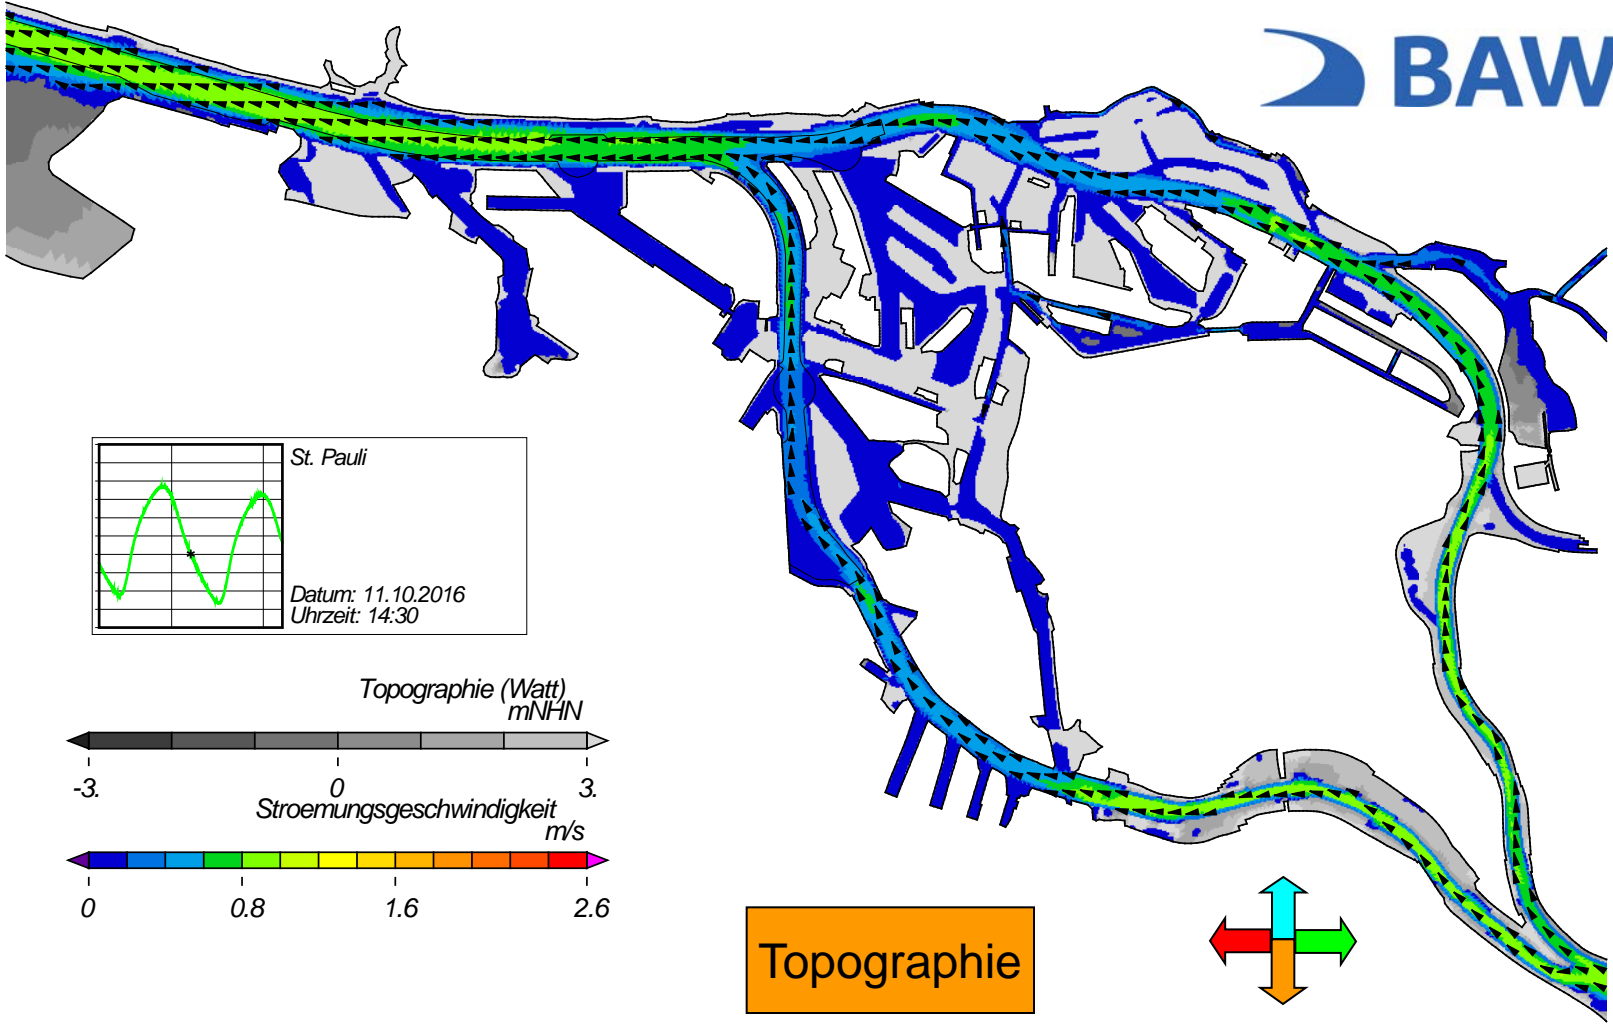 BAW
St. Pauli
Datum: 11.10.2016
Uhrzeit: 14:30
Topographie (Watt)
mNHN
-3. 0 3.
Stroemungsgeschwindigkeit
m/s
0 0.8 1.6 2.6
Topographie